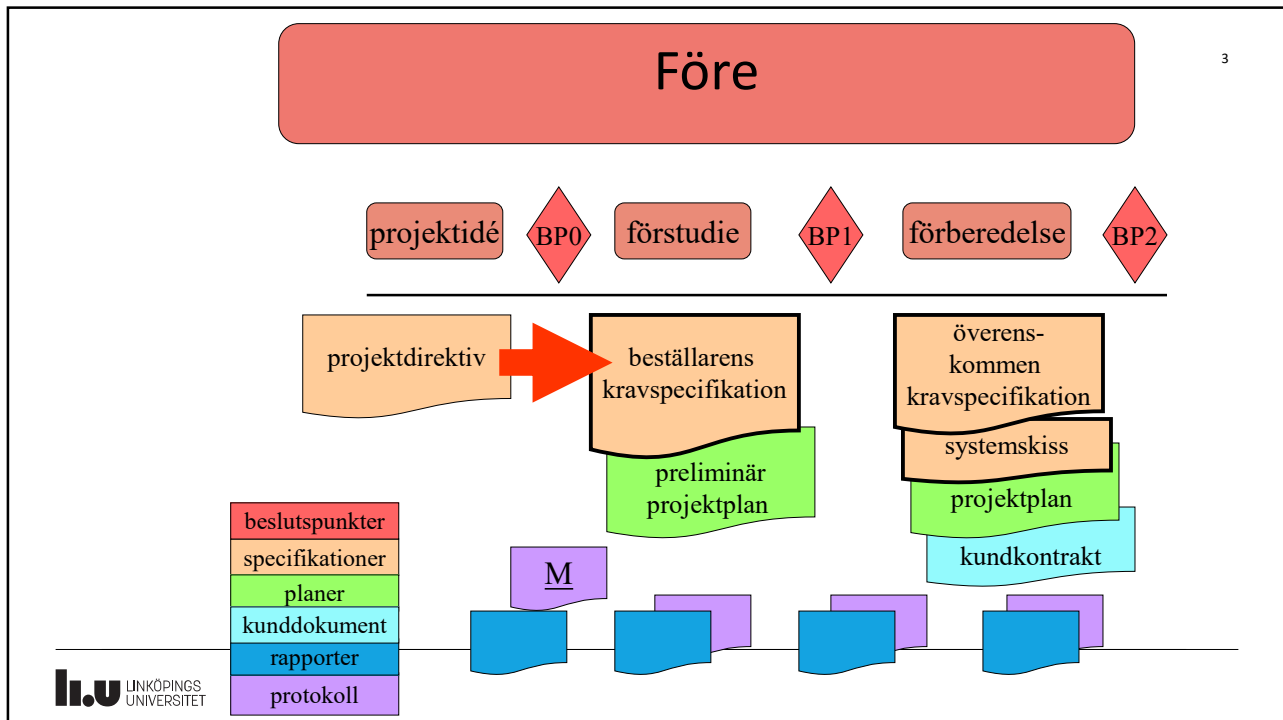 Före
3
projektidé
BP0
förstudie
BP1
förberedelse
BP2
projektdirektiv
beställarens
kravspecifikation
preliminär
projektplan
överens-
kommen
kravspecifikation
systemskiss
projektplan
kundkontrakt
M
beslutspunkter
specifikationer
planer
kunddokument
rapporter
protokoll
li.u LINKÖPINGS
UNIVERSITET